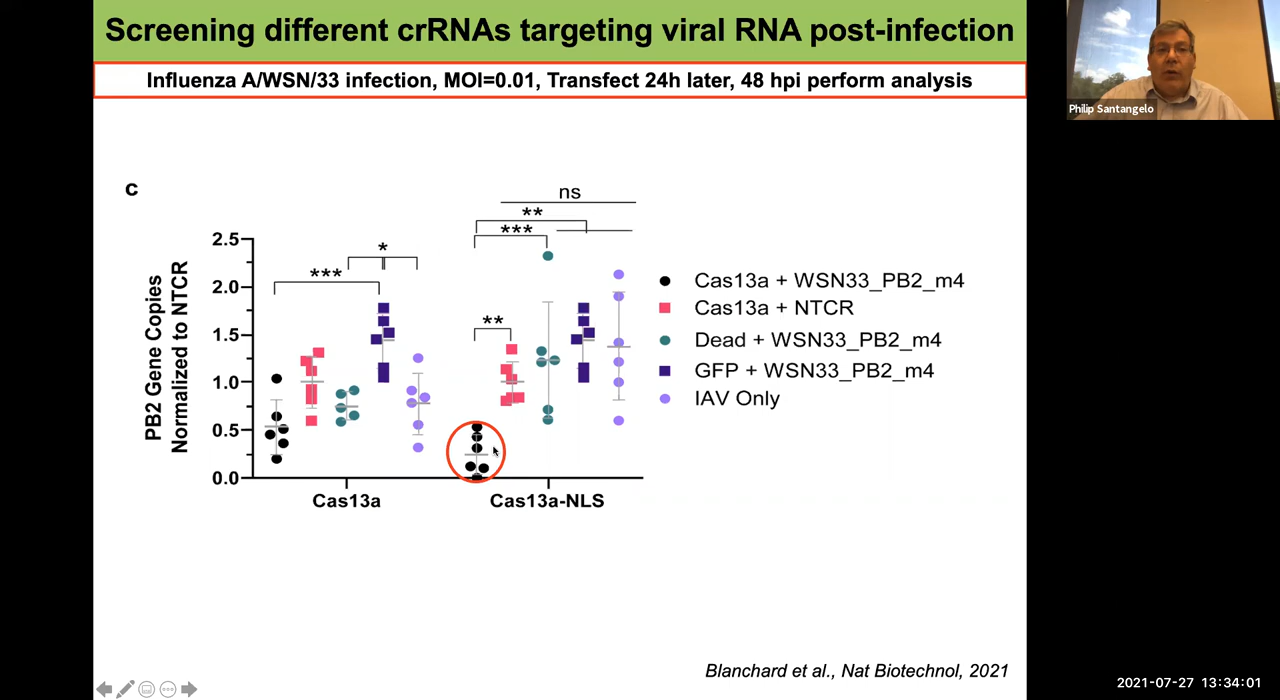 Screening different crRNAs targeting viral RNA post-infection
Influenza A/WSN/33 infection, MOI=0.01, Transfect 24h later, 48 hpi perform analysis
Philip Santangelo
c
ns
**
***
*
***
**
PB2 Gene Copies
Normalized to NTCR
2.5
2.0
1.5
1.0
0.5
0.0
Cas13a
Cas13a-NLS
Cas13a + WSN33_PB2_m4
Cas13a + NTCR
Dead + WSN33_PB2_m4
GFP + WSN33_PB2_m4
IAV Only
Blanchard et al., Nat Biotechnol, 2021
2021-07-27 13:34:01